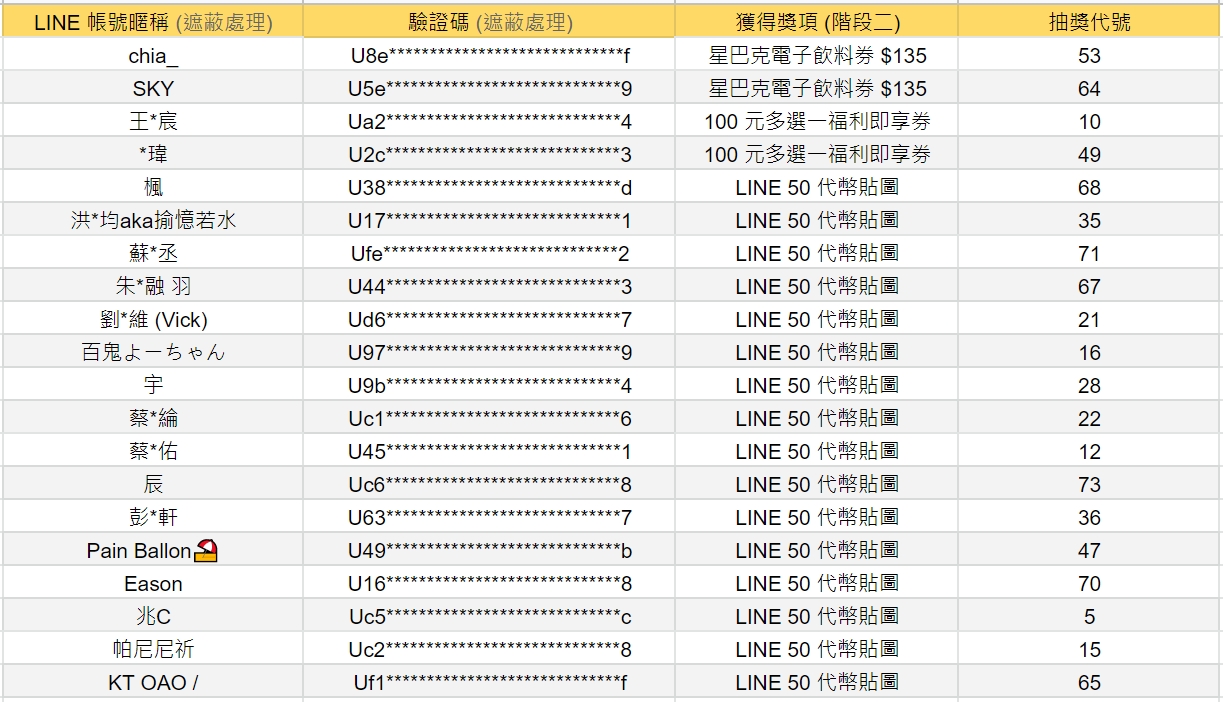 LINE 帳號暱稱 (遮蔽處理) 驗證碼 (遮蔽處理) 獲得獎項 (階段二) 抽獎代號
chia_ U8e*****************************f 星巴克電子飲料券 $135 53
SKY U5e*****************************9 星巴克電子飲料券 $135 64
王*宸 Ua2*****************************4 100 元多選一福利即享券 10
*瑋 U2c*****************************3 100 元多選一福利即享券 49
楓 U38*****************************d LINE 50 代幣貼圖 68
洪*均aka揄憶若水 U17*****************************1 LINE 50 代幣貼圖 35
蘇*丞 Ufe*****************************2 LINE 50 代幣貼圖 71
朱*融 羽 U44*****************************3 LINE 50 代幣貼圖 67
劉*維 (Vick) Ud6*****************************7 LINE 50 代幣貼圖 21
百鬼よーちゃん U97*****************************9 LINE 50 代幣貼圖 16
宇 U9b*****************************4 LINE 50 代幣貼圖 28
蔡*綸 Uc1*****************************6 LINE 50 代幣貼圖 22
蔡*佑 U45*****************************1 LINE 50 代幣貼圖 12
辰 Uc6*****************************8 LINE 50 代幣貼圖 73
彭*軒 U63*****************************7 LINE 50 代幣貼圖 36
Pain Ballon U49*****************************b LINE 50 代幣貼圖 47
Eason U16*****************************8 LINE 50 代幣貼圖 70
兆C Uc5*****************************c LINE 50 代幣貼圖 5
帕尼尼祈 Uc2*****************************8 LINE 50 代幣貼圖 15
KT OAO / Uf1*****************************f LINE 50 代幣貼圖 65